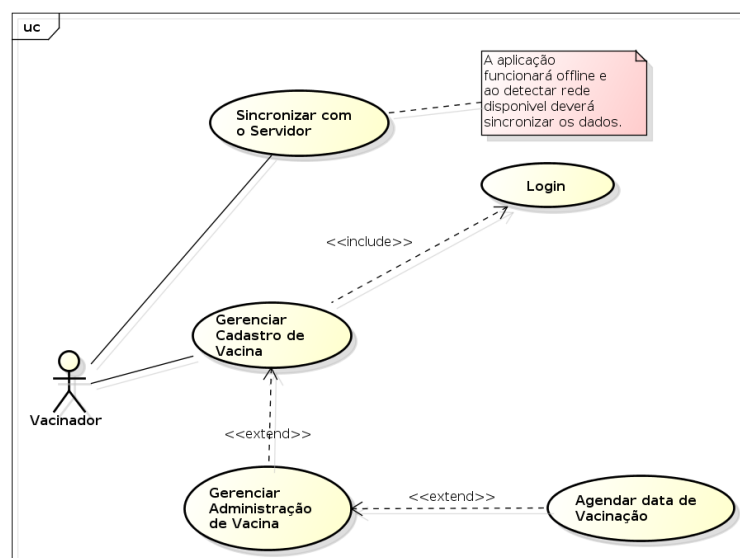 uc
A aplicação
funcionará offline e
ao detectar rede
disponivel deverá
sincronizar os dados.
Sincronizar com
o Servidor
Login
<<include>>
Gerenciar
Cadastro de
Vacina
Vacinador
<<extend>>
Gerenciar
Administração
de Vacina
<<extend>>
Agendar data de
Vacinação